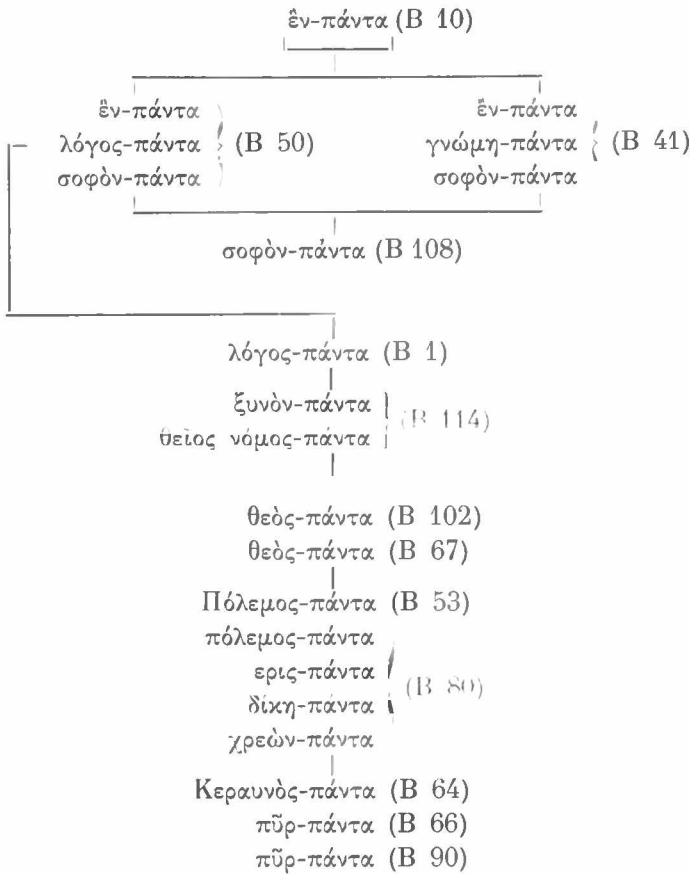 ἓν-πάντα (B 10)
ἓν-πάντα ἓν-πάντα
λόγος-πάντα (B 50) γνώμη-πάντα (B 41)
σοφὸν-πάντα σοφὸν-πάντα
σοφὸν-πάντα (B 108)
λόγος-πάντα (B 1)
ξυνὸν-πάντα
(B 114)
θεῖος νόμος-πάντα
θεὸς-πάντα (B 102)
θεὸς-πάντα (B 67)
Πόλεμος-πάντα (B 53)
πόλεμος-πάντα
ερις-πάντα
(B 80)
δίκη-πάντα
χρεὼν-πάντα
Κεραυνὸς-πάντα (B 64)
πῦρ-πάντα (B 66)
πῦρ-πάντα (B 90)